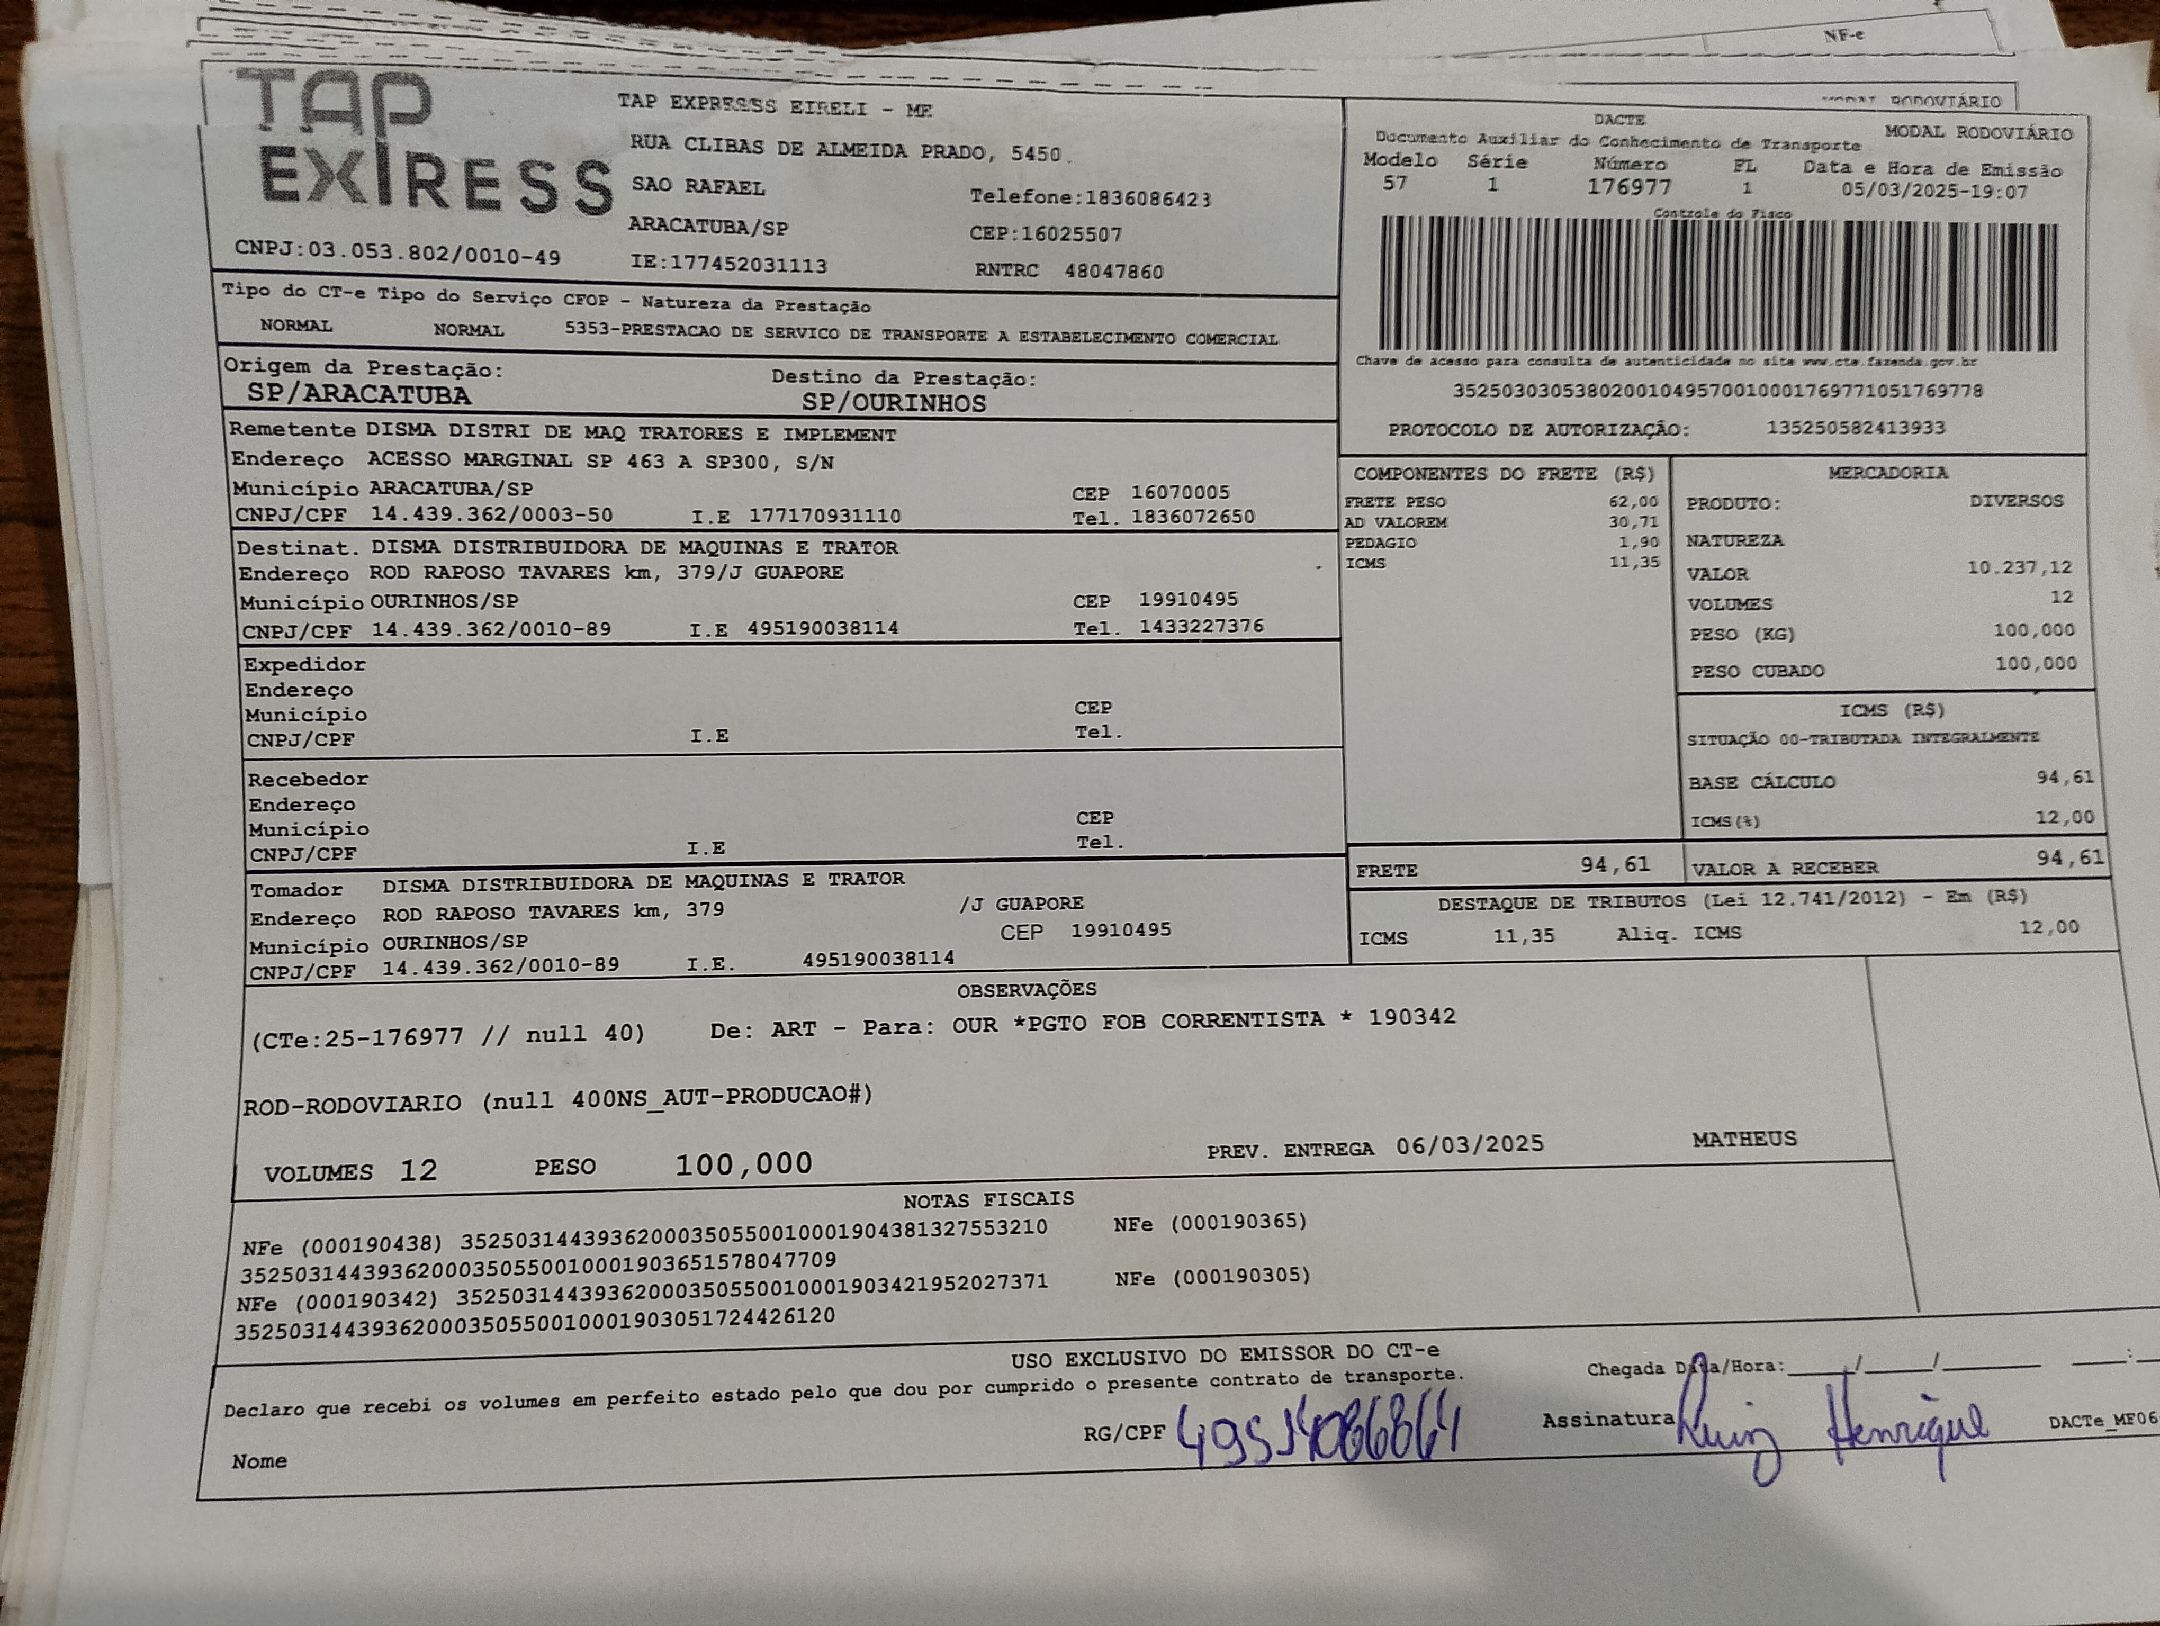 NF-e
MODAL RODOVIÁRIO
TAP
EXPRESS
TAP EXPRESSS EIRELI - ME
RUA CLIBAS DE ALMEIDA PRADO, 5450
SAO RAFAEL
Telefone:1836086423
ARACATUBA/SP
CEP:16025507
CNPJ:03.053.802/0010-49
IE:177452031113
RNTRC 48047860
DACTE
MODAL RODOVIÁRIO
Documento Auxiliar do Conhecimento de Transporte
Modelo Série Número FL Data e Hora de Emissão
57 1 176977 1 05/03/2025-19:07
Controle do Fisco
Chave de acesso para consulta de autenticidade no site www.cte.fazenda.gov.br
35250303053802001049570010001769771051769778
PROTOCOLO DE AUTORIZAÇÃO: 135250582413933
Tipo do CT-e Tipo do Serviço CFOP - Natureza da Prestação
NORMAL NORMAL 5353-PRESTACAO DE SERVICO DE TRANSPORTE A ESTABELECIMENTO COMERCIAL
Origem da Prestação: Destino da Prestação:
SP/ARACATUBA SP/OURINHOS
Remetente DISMA DISTRI DE MAQ TRATORES E IMPLEMENT
Endereço ACESSO MARGINAL SP 463 A SP300, S/N
Município ARACATUBA/SP CEP 16070005
CNPJ/CPF 14.439.362/0003-50 I.E 177170931110 Tel. 1836072650
Destinat. DISMA DISTRIBUIDORA DE MAQUINAS E TRATOR
Endereço ROD RAPOSO TAVARES km, 379/J GUAPORE
Município OURINHOS/SP CEP 19910495
CNPJ/CPF 14.439.362/0010-89 I.E 495190038114 Tel. 1433227376
Expedidor
Endereço
Município CEP
CNPJ/CPF I.E Tel.
Recebedor
Endereço
Município CEP
CNPJ/CPF I.E Tel.
Tomador DISMA DISTRIBUIDORA DE MAQUINAS E TRATOR
Endereço ROD RAPOSO TAVARES km, 379 /J GUAPORE
Município OURINHOS/SP CEP 19910495
CNPJ/CPF 14.439.362/0010-89 I.E. 495190038114
COMPONENTES DO FRETE (R$)
FRETE PESO 62,00
AD VALOREM 30,71
PEDAGIO 1,90
ICMS 11,35
MERCADORIA
PRODUTO: DIVERSOS
NATUREZA
VALOR 10.237,12
VOLUMES 12
PESO (KG) 100,000
PESO CUBADO 100,000
ICMS (R$)
SITUAÇÃO 00-TRIBUTADA INTEGRALMENTE
BASE CÁLCULO 94,61
ICMS(%) 12,00
FRETE 94,61 VALOR A RECEBER 94,61
DESTAQUE DE TRIBUTOS (Lei 12.741/2012) - Em (R$)
ICMS 11,35 Aliq. ICMS 12,00
OBSERVAÇÕES
(CTe:25-176977 // null 40) De: ART - Para: OUR *PGTO FOB CORRENTISTA * 190342
ROD-RODOVIARIO (null 400NS_AUT-PRODUCAO#)
VOLUMES 12 PESO 100,000 PREV. ENTREGA 06/03/2025 MATHEUS
NOTAS FISCAIS
NFe (000190438) 35250314439362000350550010001904381327553210 NFe (000190365)
35250314439362000350550010001903651578047709
NFe (000190342) 35250314439362000350550010001903421952027371 NFe (000190305)
35250314439362000350550010001903051724426120
USO EXCLUSIVO DO EMISSOR DO CT-e
Declaro que recebi os volumes em perfeito estado pelo que dou por cumprido o presente contrato de transporte.
Chegada Data/Hora:____/____/______ ___:
Nome RG/CPF Assinatura Henrique DACTe_MF06